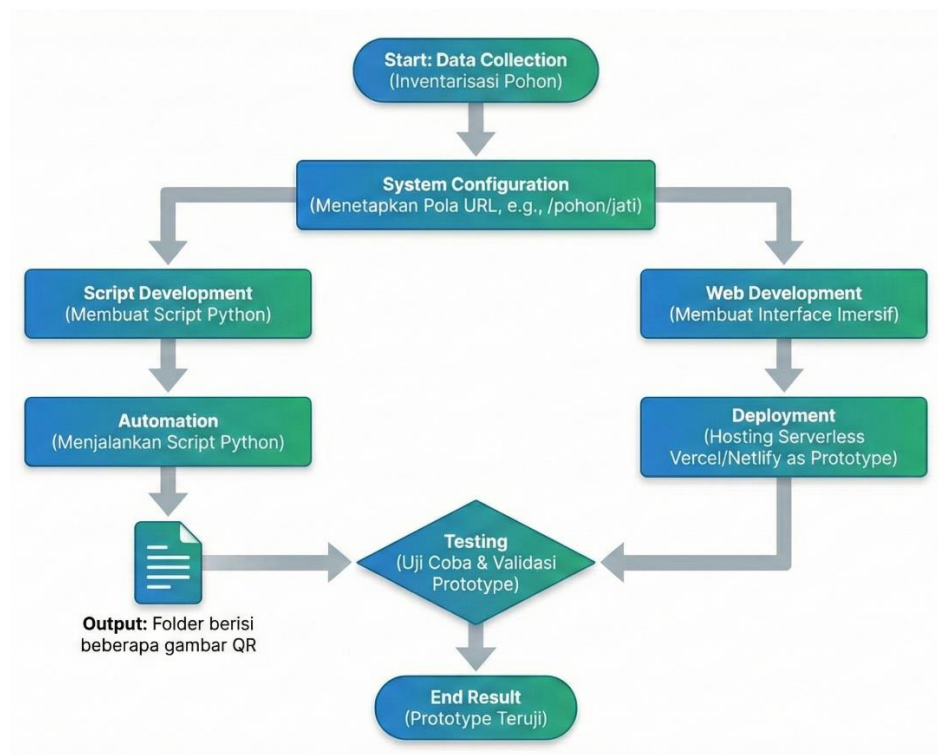 Start: Data Collection
(Inventarisasi Pohon)
System Configuration
(Menetapkan Pola URL, e.g., /pohon/jati)
Script Development
(Membuat Script Python)
Web Development
(Membuat Interface Imersif)
Automation
(Menjalankan Script Python)
Deployment
(Hosting Serverless
Vercel/Netlify as Prototype)
Testing
(Uji Coba & Validasi
Prototype)
Output: Folder berisi
beberapa gambar QR
End Result
(Prototype Teruji)